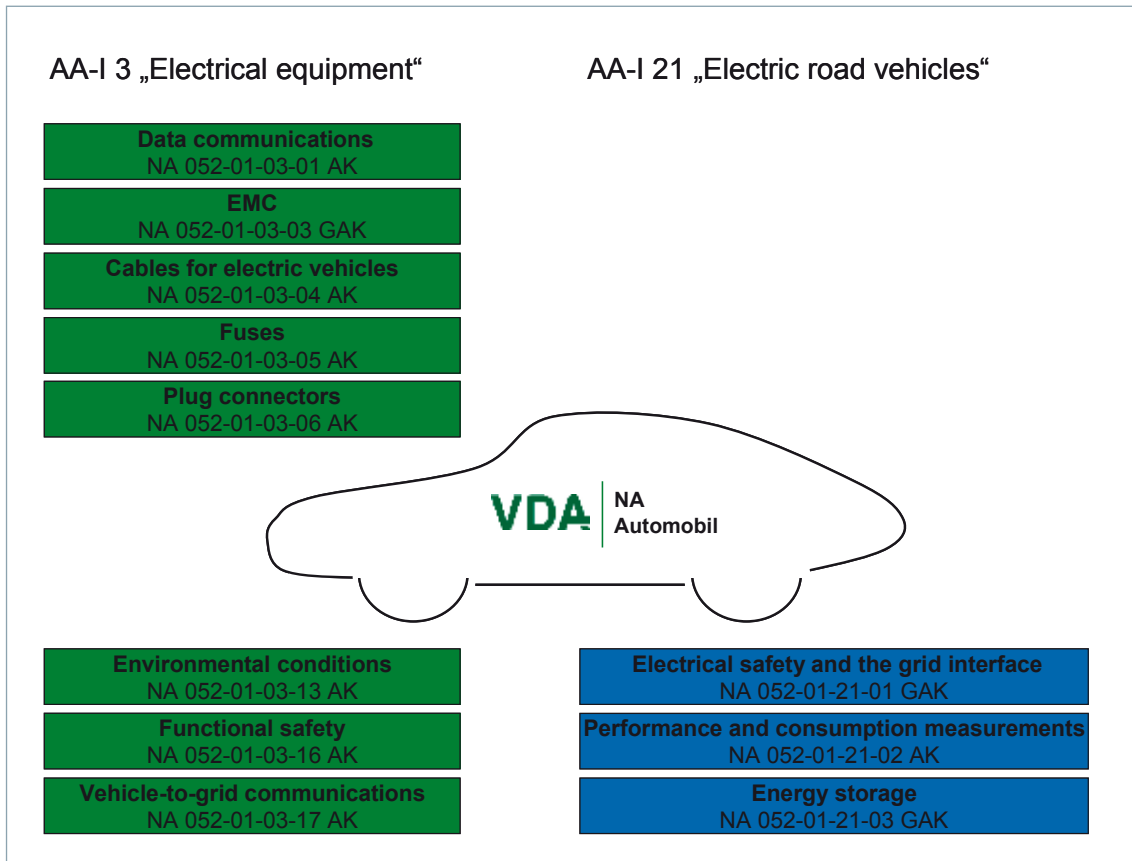 AA-I 3 „Electrical equipment“
AA-I 21 „Electric road vehicles“
Data communications
NA 052-01-03-01 AK
EMC
NA 052-01-03-03 GAK
Cables for electric vehicles
NA 052-01-03-04 AK
Fuses
NA 052-01-03-05 AK
Plug connectors
NA 052-01-03-06 AK
VDA
NA
Automobil
Environmental conditions
NA 052-01-03-13 AK
Functional safety
NA 052-01-03-16 AK
Vehicle-to-grid communications
NA 052-01-03-17 AK
Electrical safety and the grid interface
NA 052-01-21-01 GAK
Performance and consumption measurements
NA 052-01-21-02 AK
Energy storage
NA 052-01-21-03 GAK